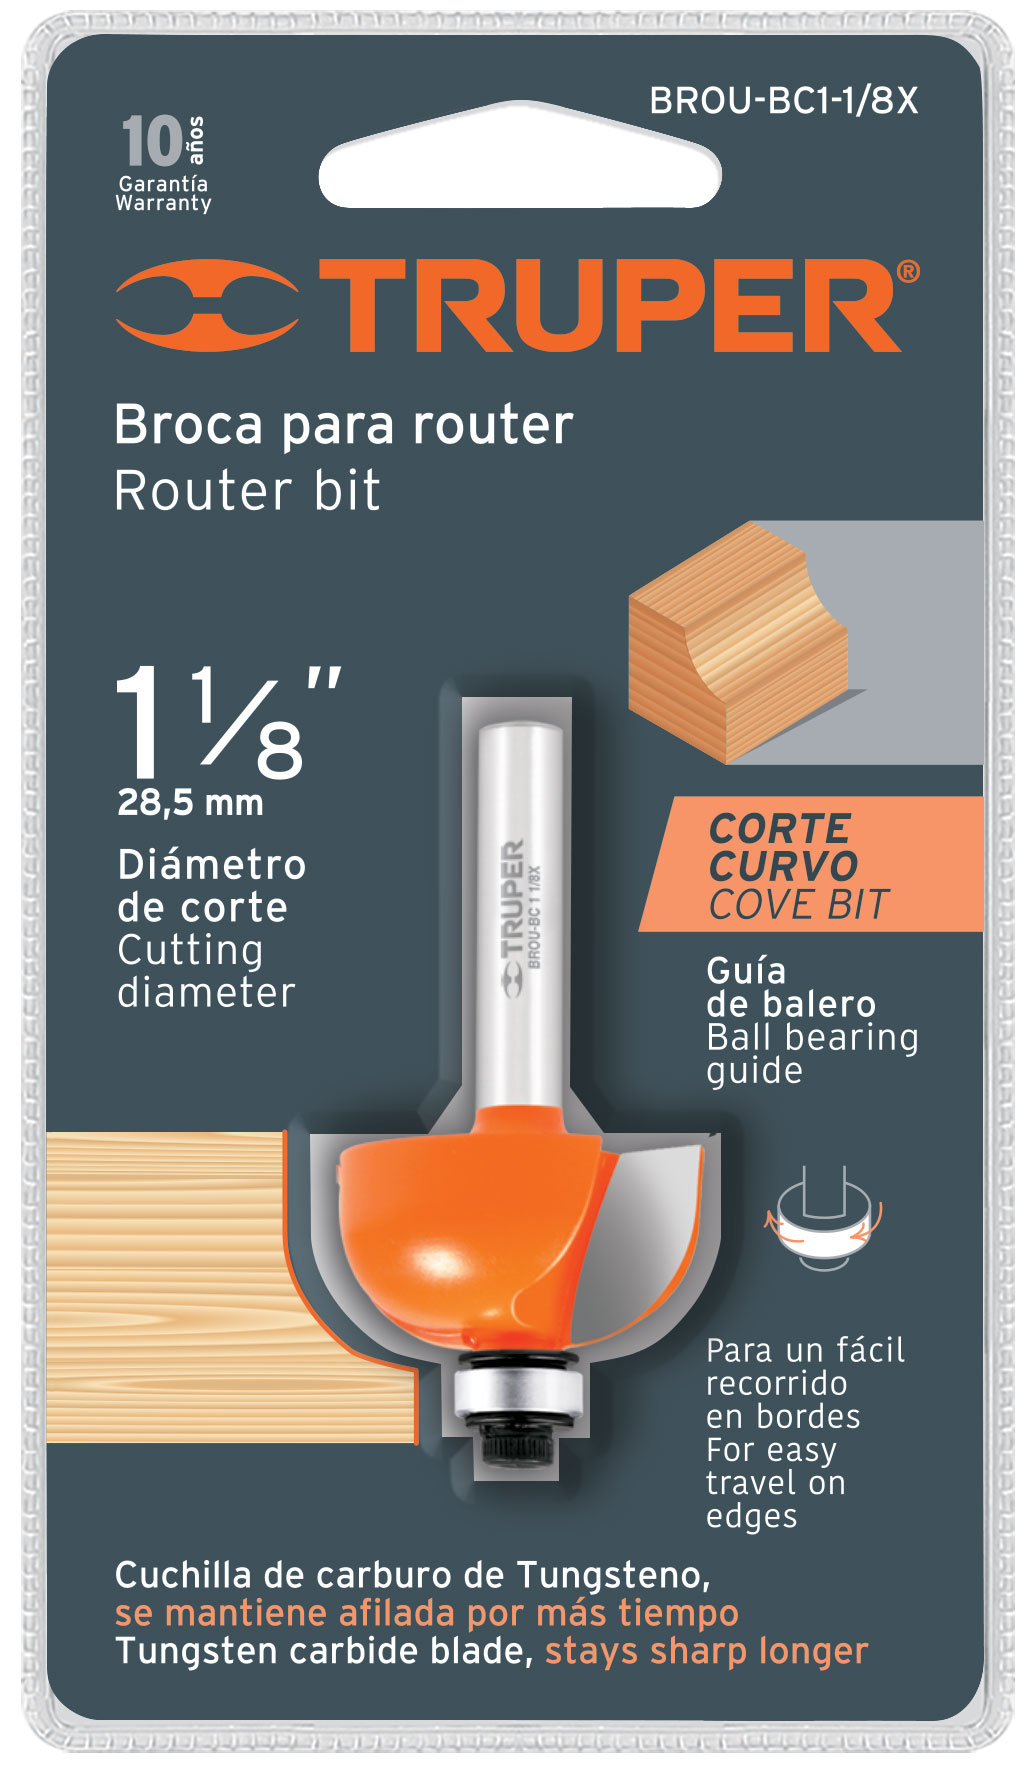 BROU-BC1-1/8X
10 años
Garantía
Warranty
TRUPER®
Broca para router
Router bit
1 1/8"
28,5 mm
Diámetro
de corte
Cutting
diameter
TRUPER
BROU-BC 1 1/8X
CORTE
CURVO
COVE BIT
Guía
de balero
Ball bearing
guide
Para un fácil
recorrido
en bordes
For easy
travel on
edges
Cuchilla de carburo de Tungsteno,
se mantiene afilada por más tiempo
Tungsten carbide blade, stays sharp longer